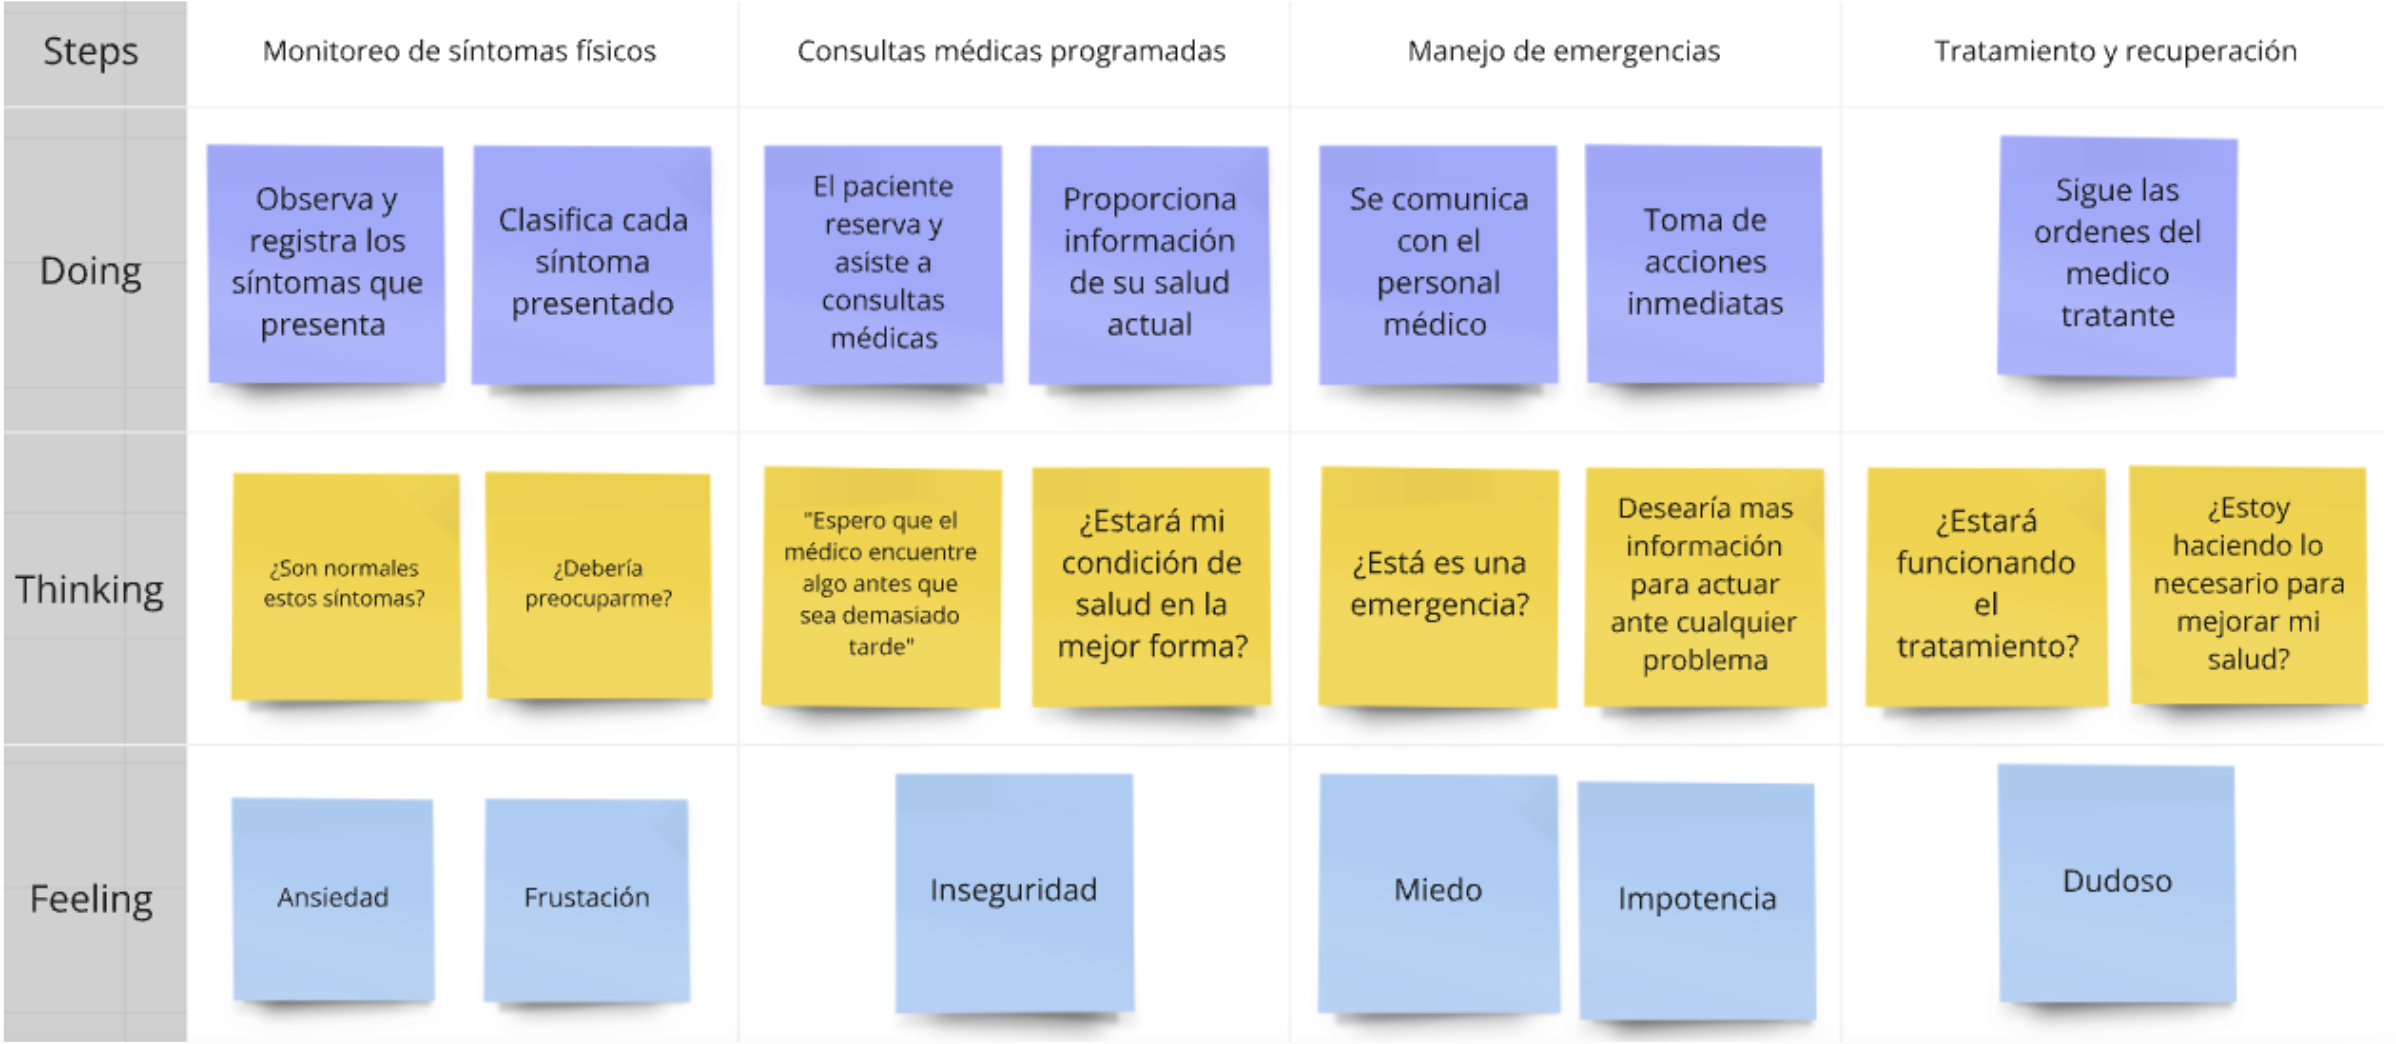 Steps
Monitoreo de síntomas físicos
Consultas médicas programadas
Manejo de emergencias
Tratamiento y recuperación
Doing
Observa y
registra los
síntomas que
presenta
Clasifica cada
síntoma
presentado
El paciente
reserva y
asiste a
consultas
médicas
Proporciona
información
de su salud
actual
Se comunica
con el
personal
médico
Toma de
acciones
inmediatas
Sigue las
ordenes del
medico
tratante
Thinking
¿Son normales
estos síntomas?
¿Debería
preocuparme?
"Espero que el
médico encuentre
algo antes que
sea demasiado
tarde"
¿Estará mi
condición de
salud en la
mejor forma?
¿Está es una
emergencia?
Desearía mas
información
para actuar
ante cualquier
problema
¿Estará
funcionando
el
tratamiento?
¿Estoy
haciendo lo
necesario para
mejorar mi
salud?
Feeling
Ansiedad
Frustación
Inseguridad
Miedo
Impotencia
Dudoso